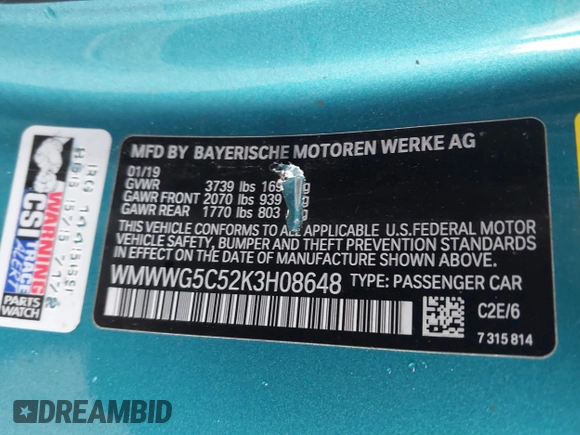 MFD BY BAYERISCHE MOTOREN WERKE AG
01/19
GVWR 3739 lbs
GAWR FRONT 2070 lbs 939
GAWR REAR 1770 lbs 803
THIS VEHICLE CONFORMS TO ALL APPLICABLE U.S.FEDERAL MOTOR
VEHICLE SAFETY, BUMPER AND THEFT PREVENTION STANDARDS
IN EFFECT ON THE DATE OF MANUFACTURE SHOWN ABOVE.
WMWWG5C52K3H08648 TYPE: PASSENGER CAR
C2E/6
7 315 814
WARNING
CSI TRACE
ALERT
PARTS
WATCH
DREAMBID